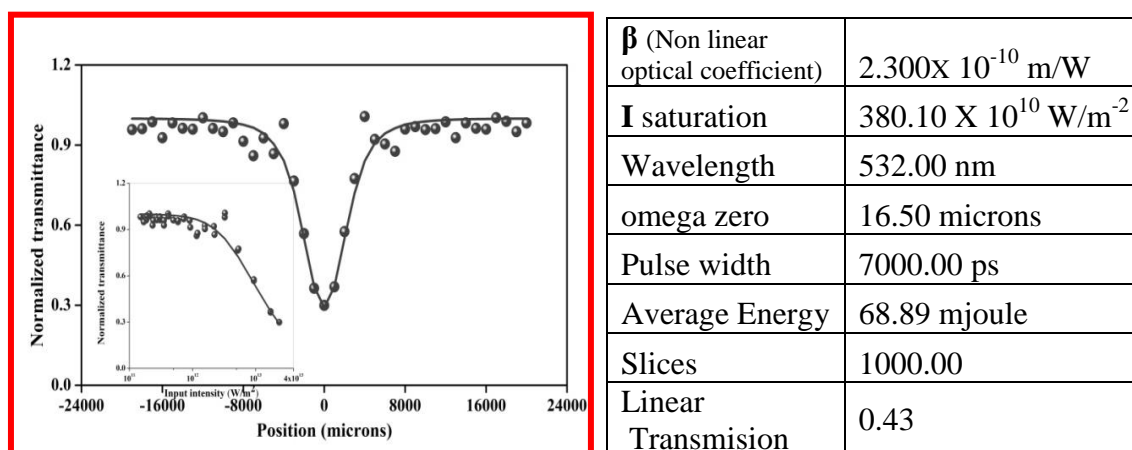 1.2
0.9
0.6
0.3
0.0
-24000 -16000 -8000 0 8000 16000 24000
Normalized transmittance
Position (microns)
1.2
0.9
0.6
0.3
0.0
Normalized transmittance
Input intensity (W/m²)
β (Non linear
optical coefficient) 2.300X 10⁻¹⁰ m/W
I saturation 380.10 X 10¹⁰ W/m⁻²
Wavelength 532.00 nm
omega zero 16.50 microns
Pulse width 7000.00 ps
Average Energy 68.89 mjoule
Slices 1000.00
Linear
Transmision 0.43